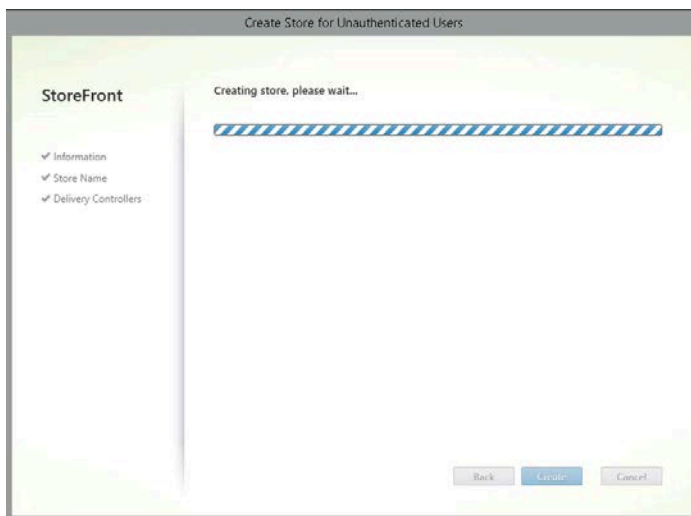 Create Store for Unauthenticated Users
StoreFront
Creating store, please wait...
✔ Information
✔ Store Name
✔ Delivery Controllers
Back Create Cancel